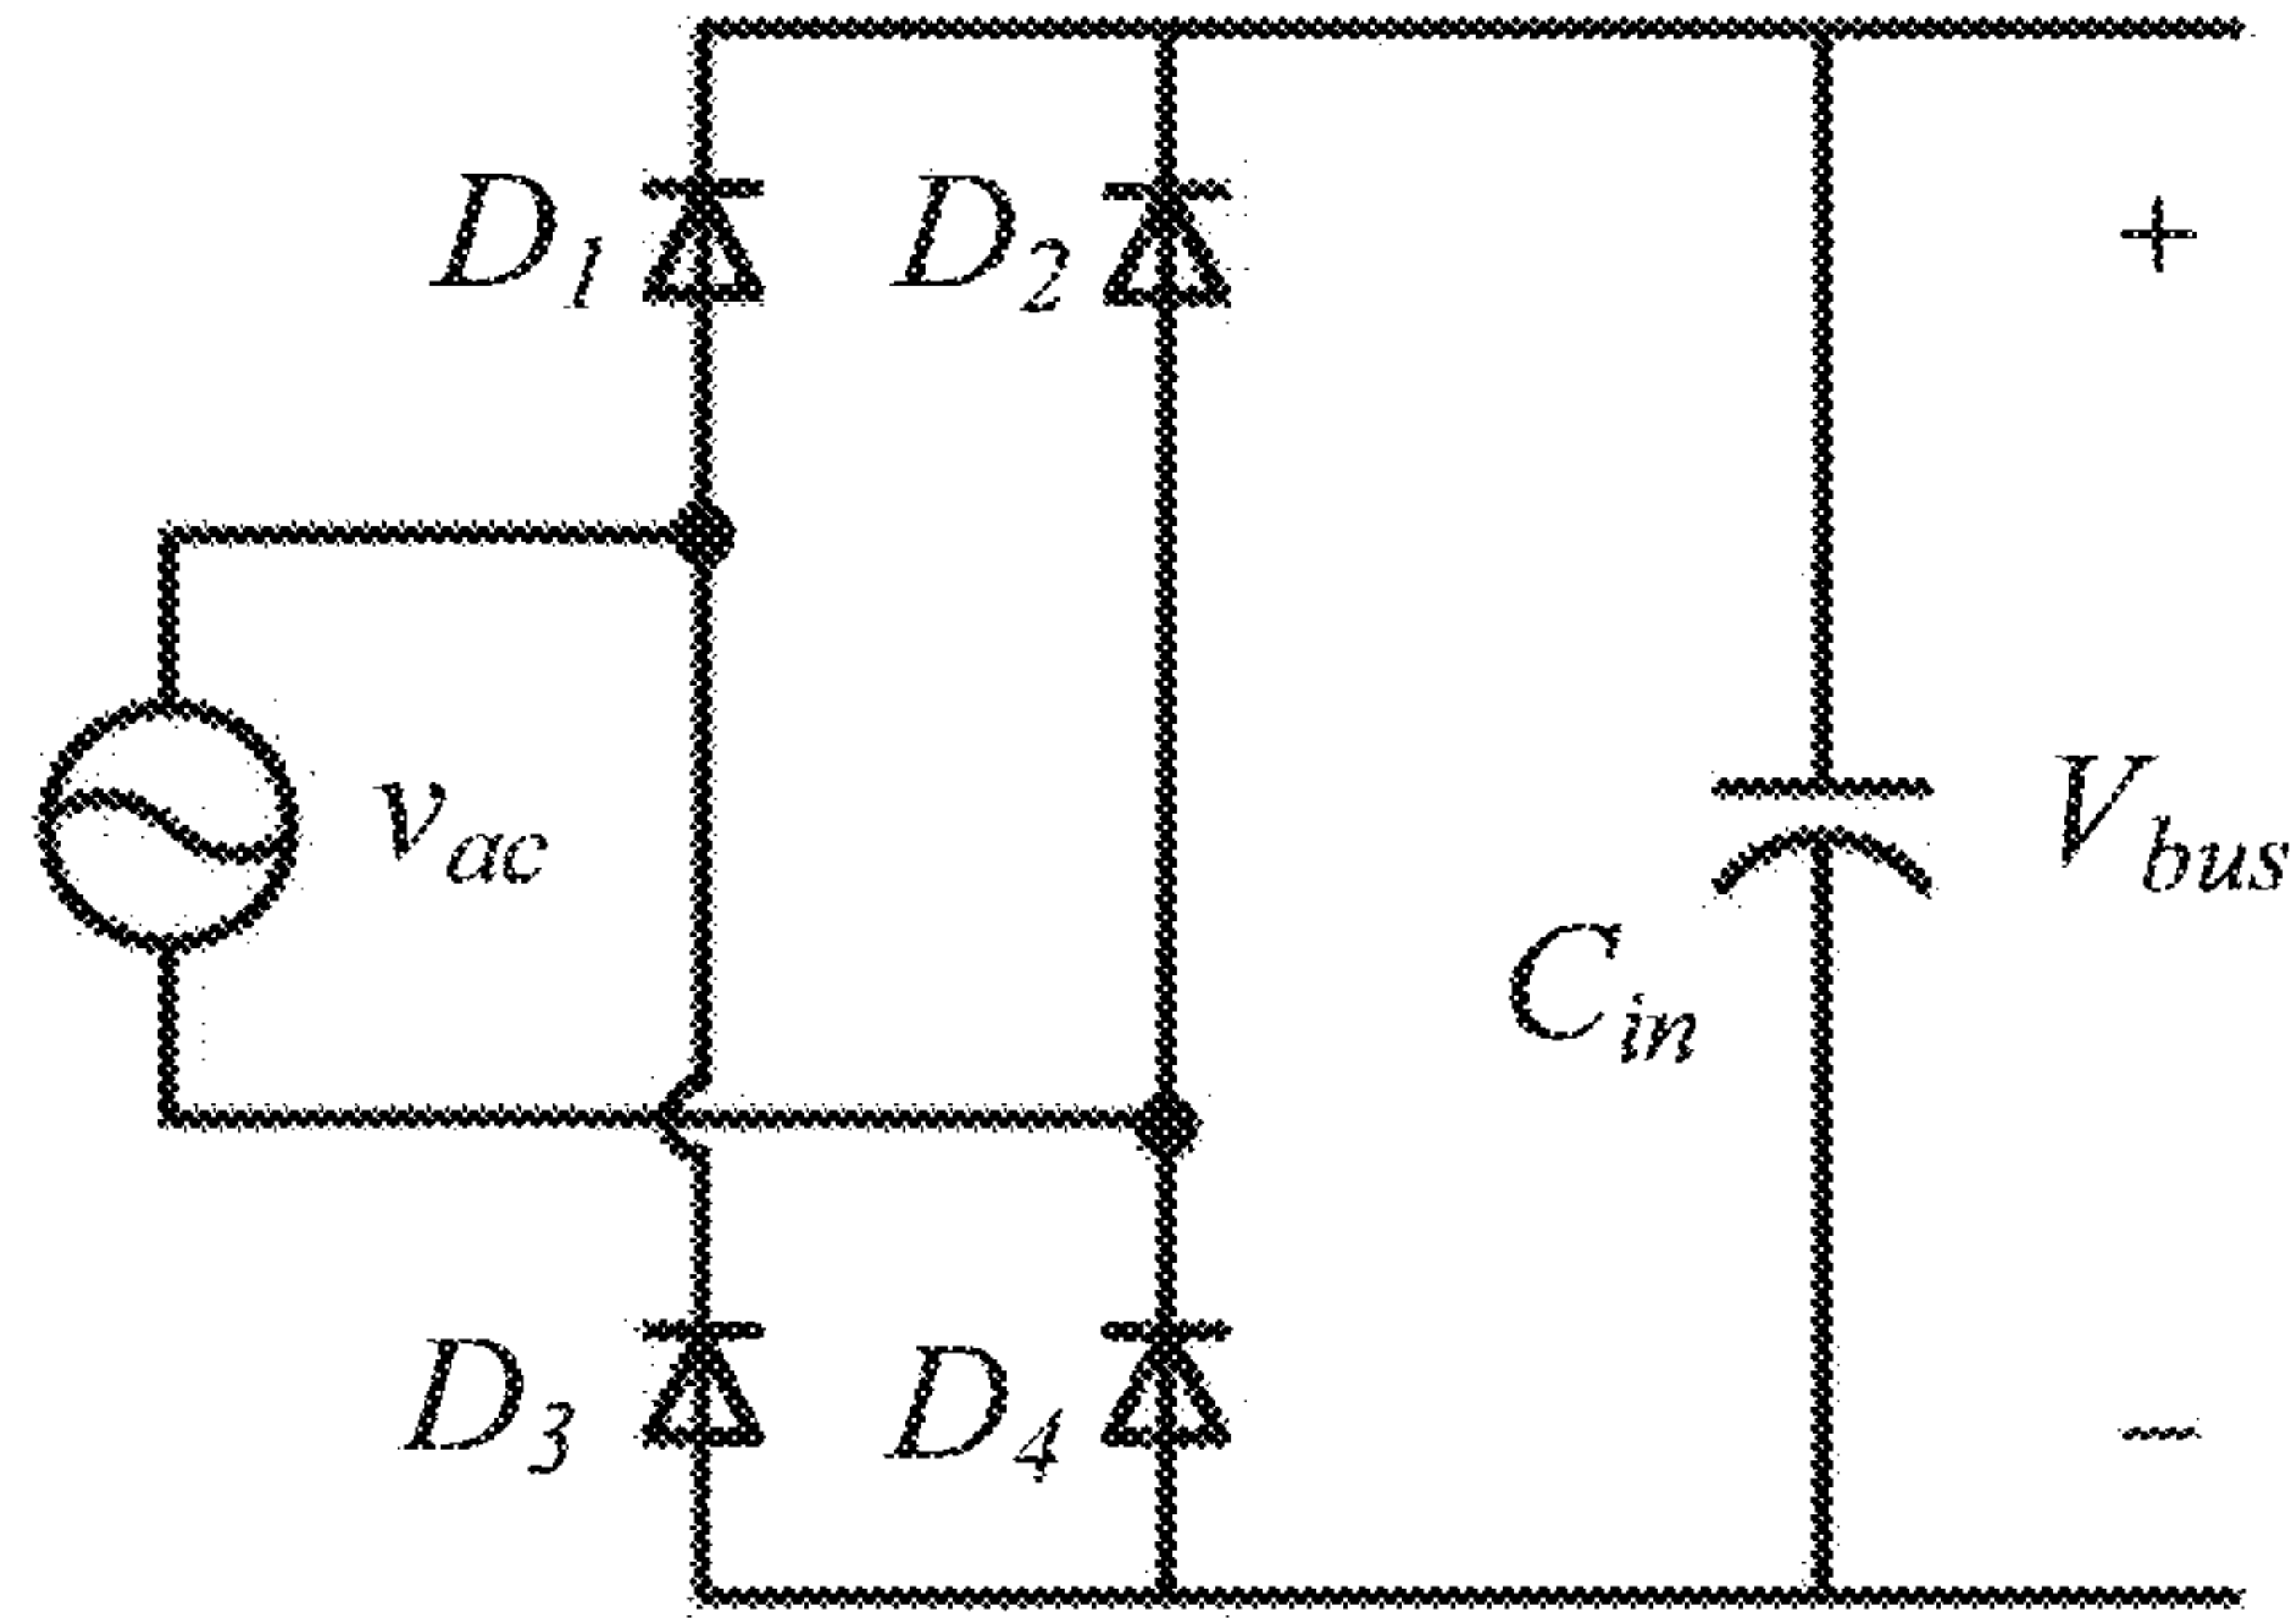 D1 D2 +
vac
Vbus
Cin
D3 D4 −